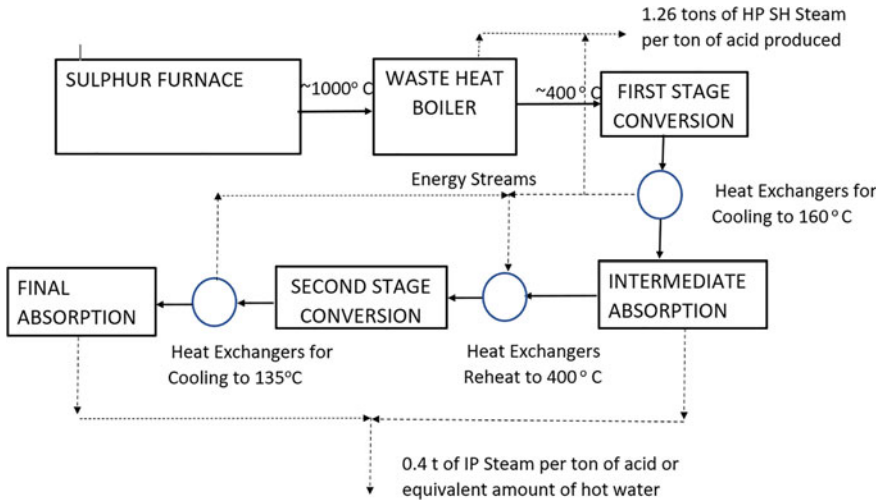 1.26 tons of HP SH Steam
per ton of acid produced
SULPHUR FURNACE
~1000° C
WASTE HEAT
BOILER
~400° C
FIRST STAGE
CONVERSION
Energy Streams
Heat Exchangers for
Cooling to 160° C
FINAL
ABSORPTION
SECOND STAGE
CONVERSION
INTERMEDIATE
ABSORPTION
Heat Exchangers for
Cooling to 135°C
Heat Exchangers
Reheat to 400° C
0.4 t of IP Steam per ton of acid or
equivalent amount of hot water